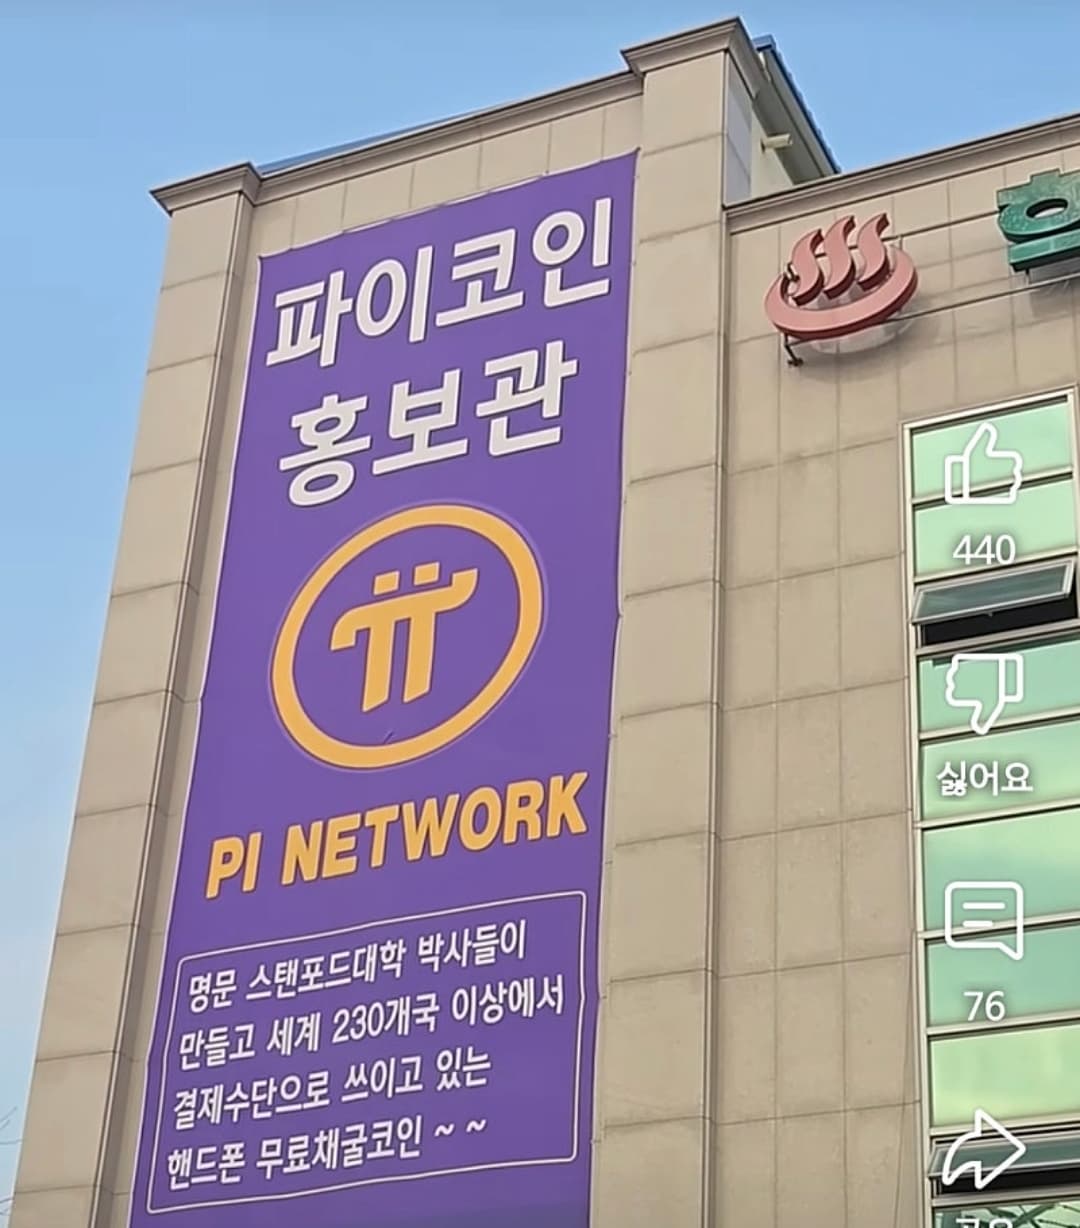 파이코인
홍보관
PI NETWORK
명문 스탠포드대학 박사들이
만들고 세계 230개국 이상에서
결제수단으로 쓰이고 있는
핸드폰 무료채굴코인 ~ ~
440
싫어요
76